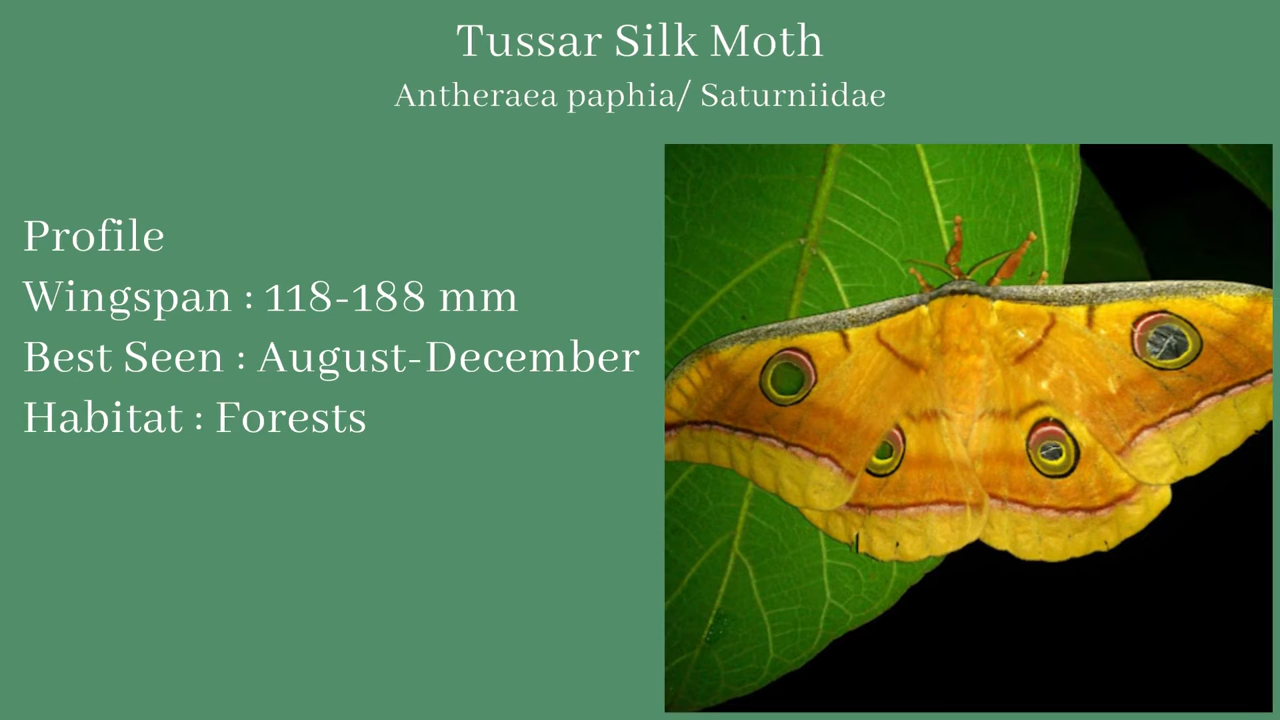 Tussar Silk Moth
Antheraea paphia/ Saturniidae
Profile
Wingspan : 118-188 mm
Best Seen : August-December
Habitat : Forests